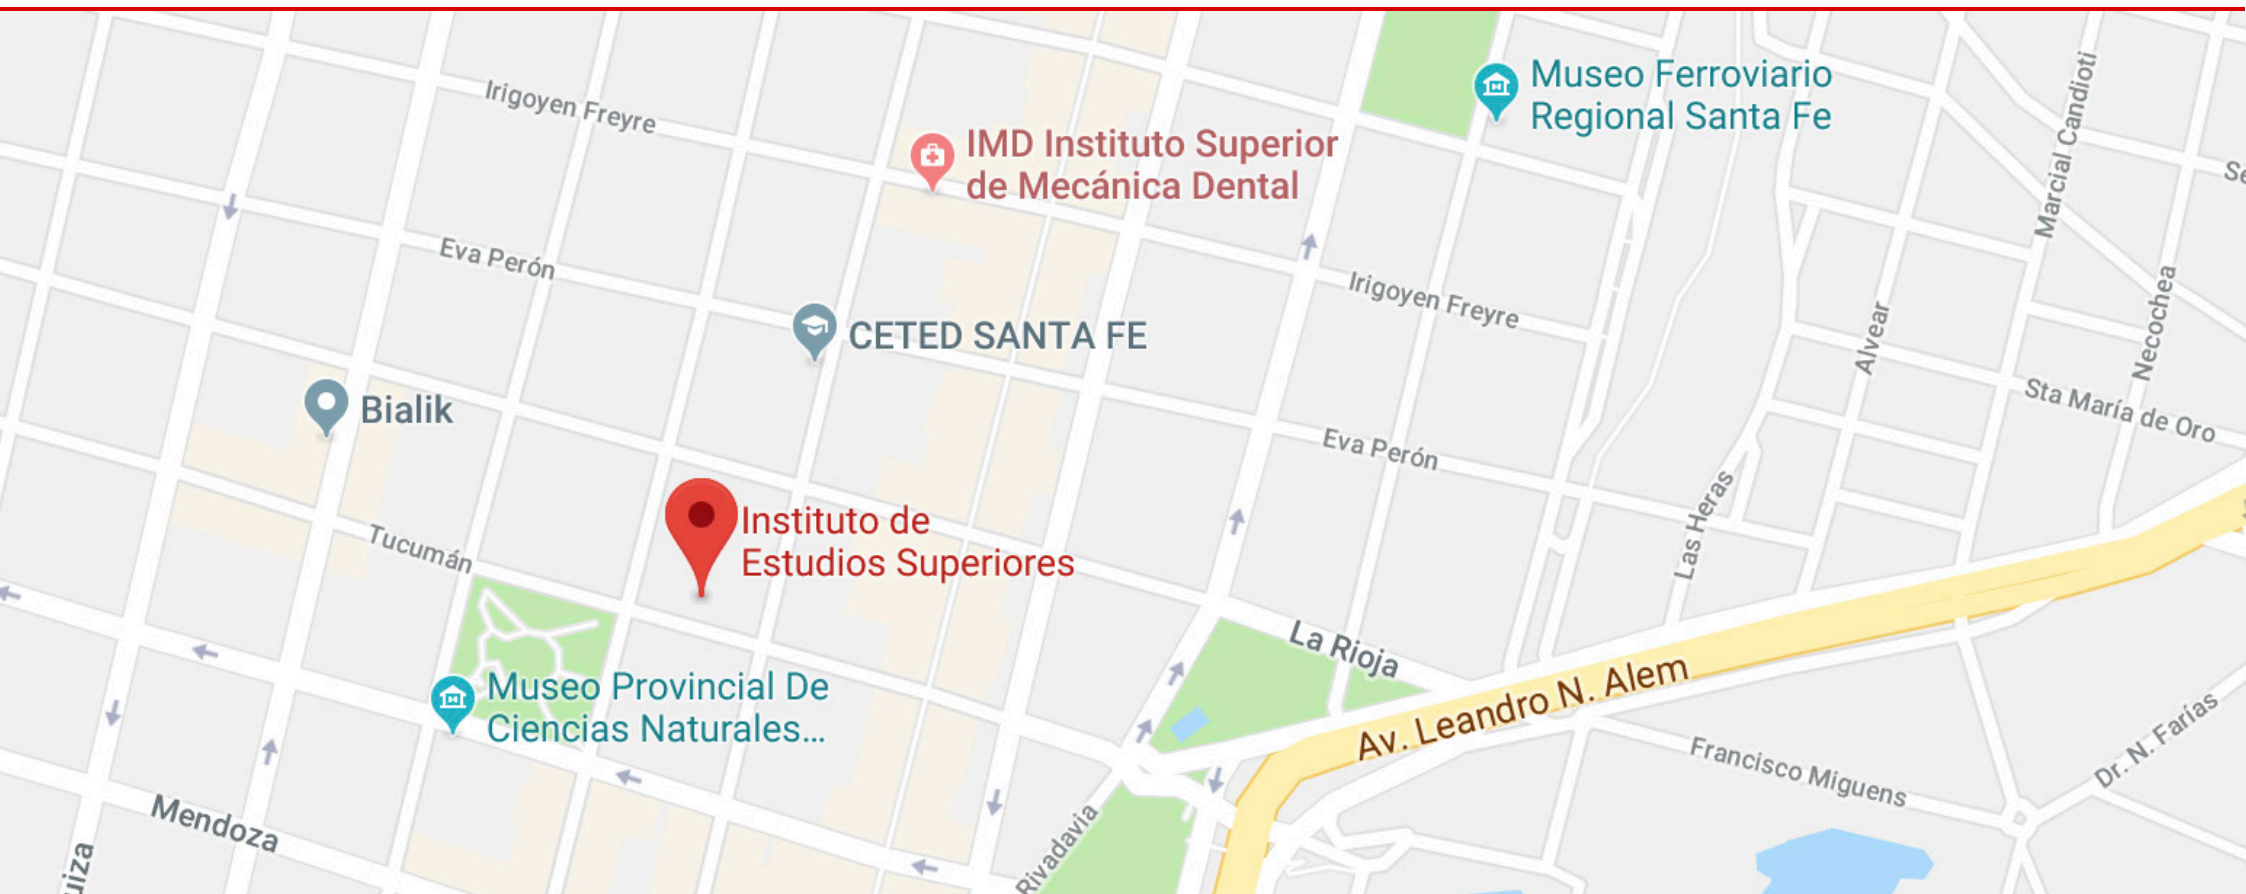 Museo Ferroviario
Regional Santa Fe
Marcial Candioti
Irigoyen Freyre
IMD Instituto Superior
de Mecánica Dental
Eva Perón
Irigoyen Freyre
Necochea
Alvear
CETED SANTA FE
Bialik
Sta María de Oro
Eva Perón
Las Heras
Tucumán
Instituto de
Estudios Superiores
La Rioja
Museo Provincial De
Ciencias Naturales...
Av. Leandro N. Alem
Francisco Miguens
Dr. N. Farías
Mendoza
Rivadavia
uiza